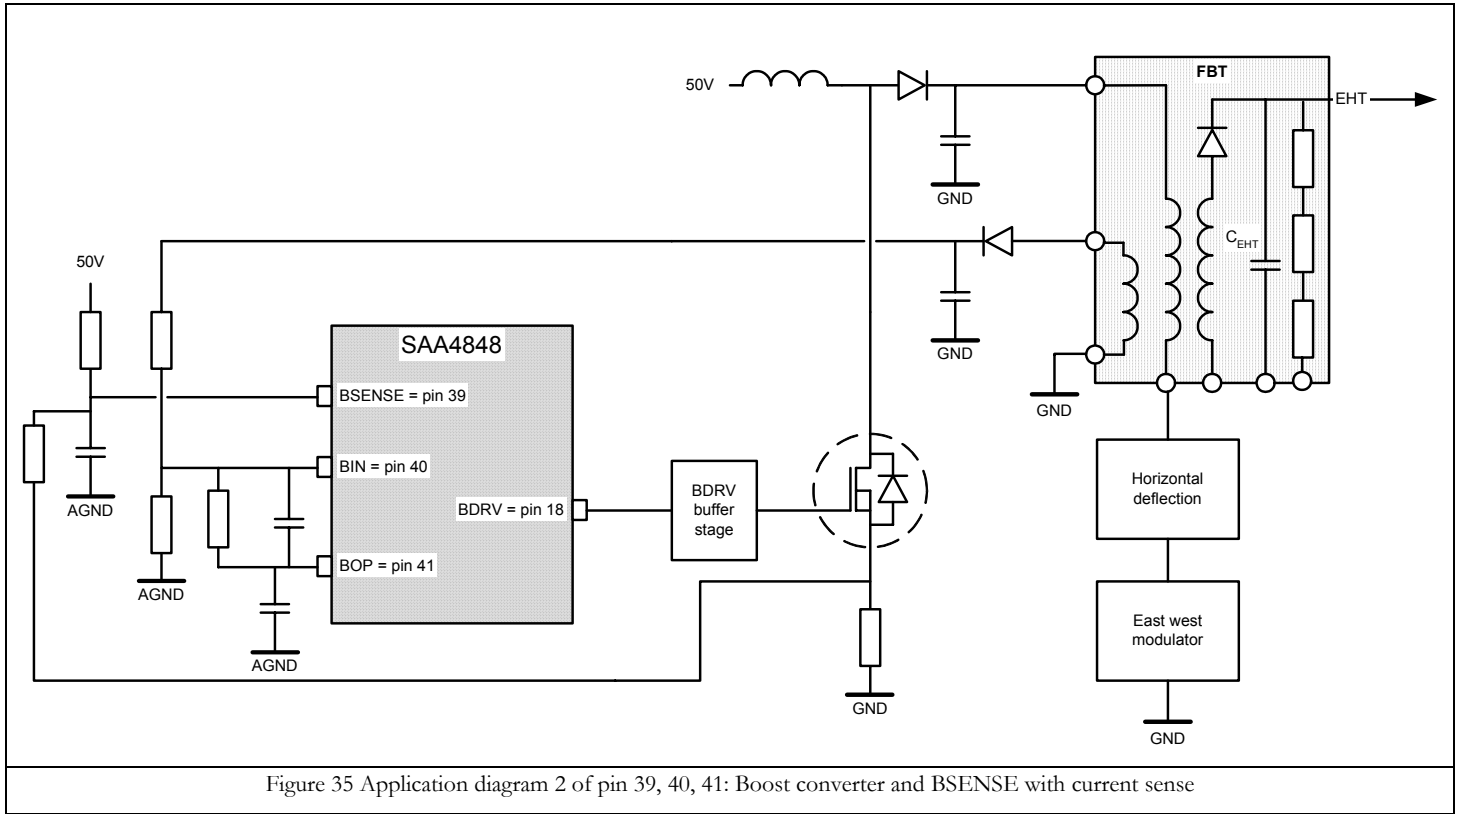 50V
FBT
EHT
GND
C_EHT
50V
GND
SAA4848
BSENSE = pin 39
GND
BIN = pin 40
AGND
BDRV = pin 18
BDRV
buffer
stage
Horizontal
deflection
BOP = pin 41
AGND
East west
modulator
AGND
GND
GND
Figure 35 Application diagram 2 of pin 39, 40, 41: Boost converter and BSENSE with current sense